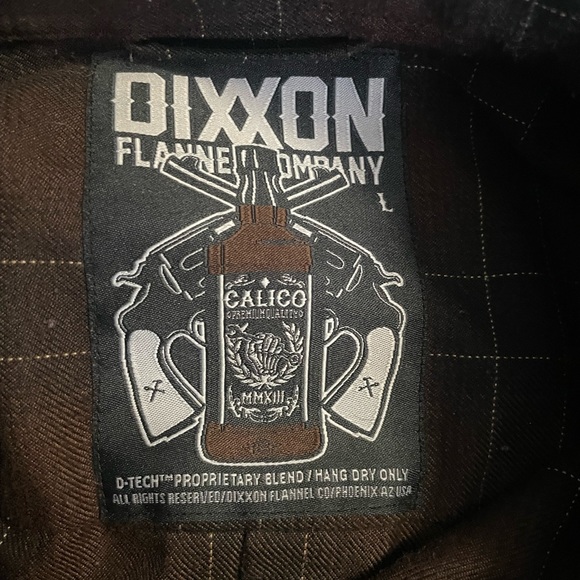 DIXXON
FLANNEL COMPANY
L
CALICO
PREMIUM QUALITY
MMXIII
D-TECH™ PROPRIETARY BLEND / HANG DRY ONLY
ALL RIGHTS RESERVED/DIXXON FLANNEL CO/PHOENIX AZ USA